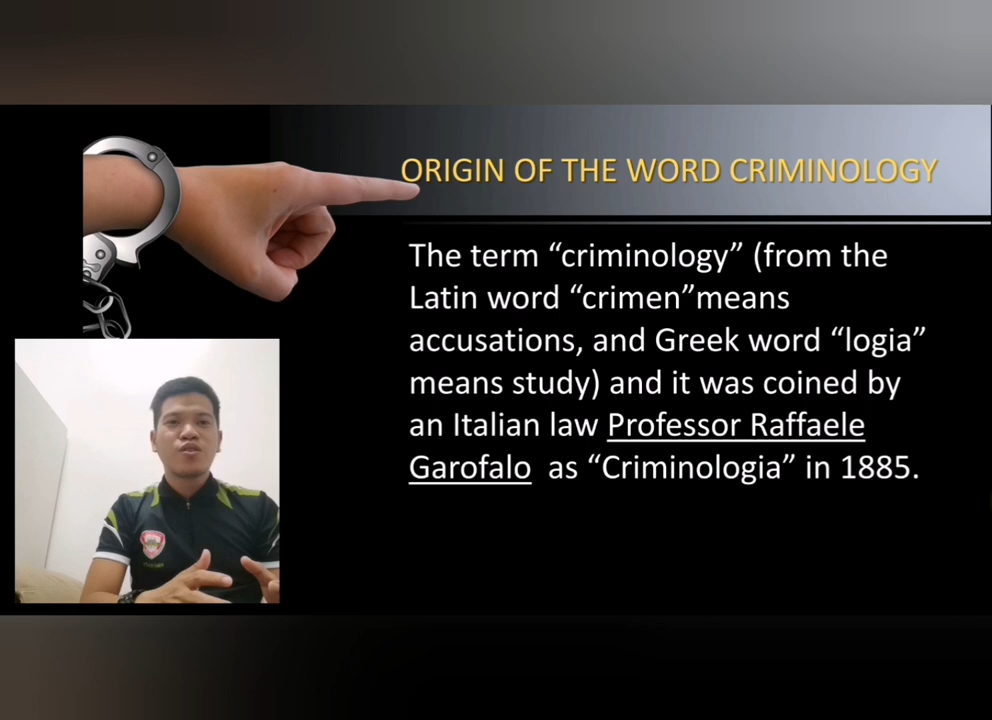 ORIGIN OF THE WORD CRIMINOLOGY
The term “criminology” (from the
Latin word “crimen”means
accusations, and Greek word “logia”
means study) and it was coined by
an Italian law Professor Raffaele
Garofalo as “Criminologia” in 1885.